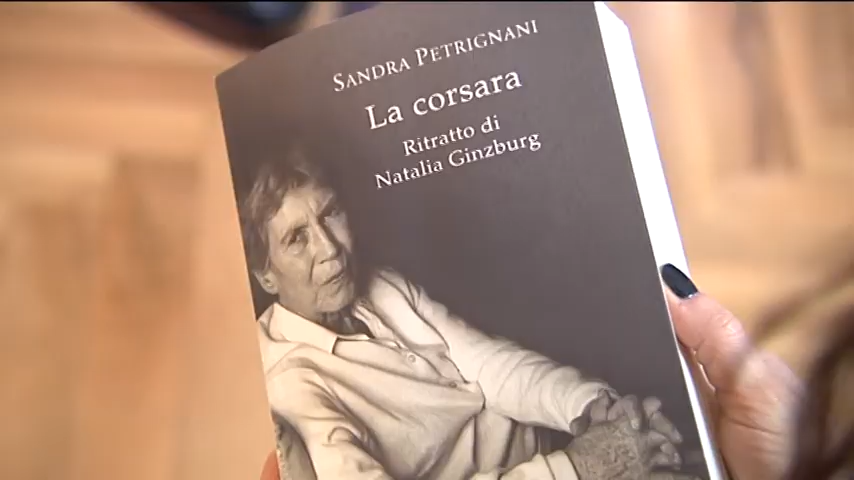 SANDRA PETRIGNANI
La corsara
Ritratto di
Natalia Ginzburg